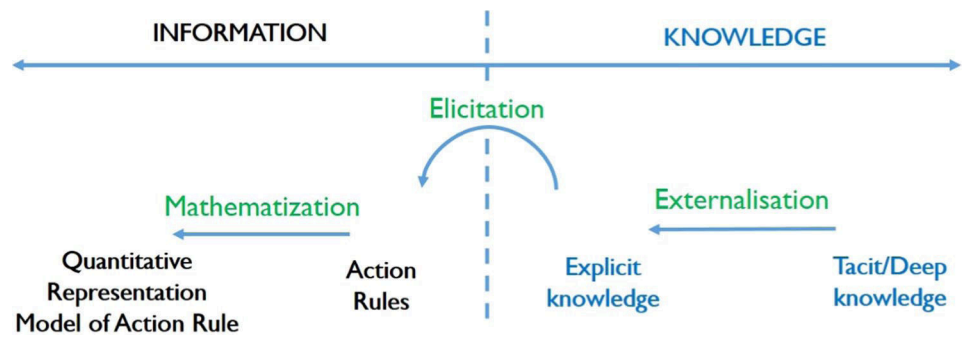 INFORMATION
KNOWLEDGE
Elicitation
Mathematization
Externalisation
Quantitative
Representation
Model of Action Rule
Action
Rules
Explicit
knowledge
Tacit/Deep
knowledge